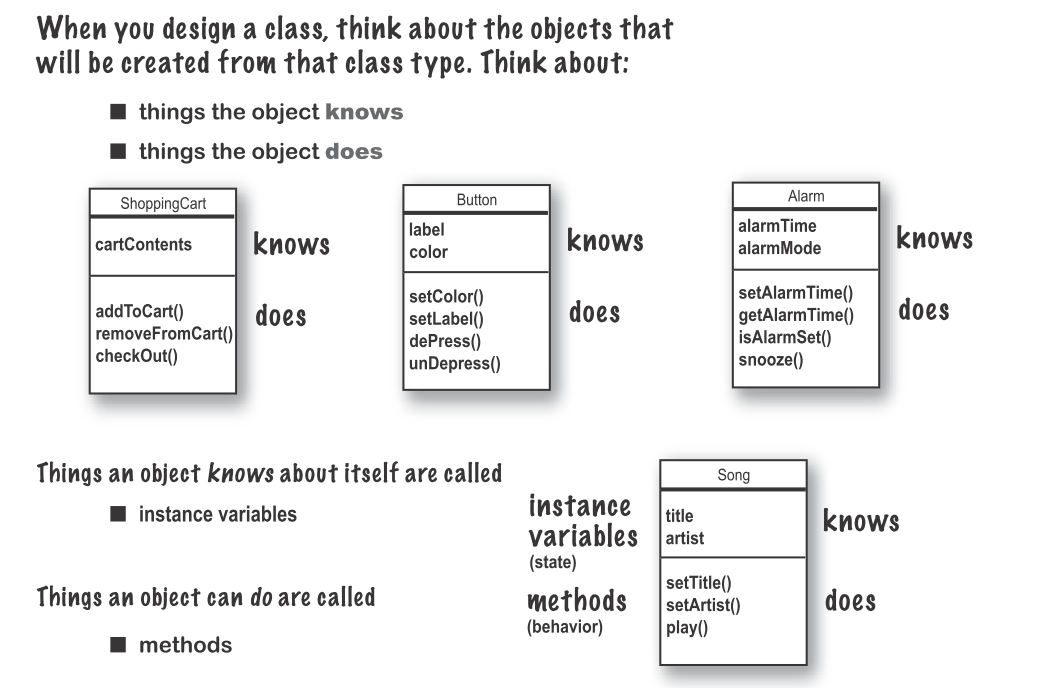 When you design a class, think about the objects that
will be created from that class type. Think about:
■ things the object knows
■ things the object does
ShoppingCart
cartContents
knows
addToCart()
removeFromCart()
checkOut()
does
Button
label
color
knows
setColor()
setLabel()
dePress()
unDepress()
does
Alarm
alarmTime
alarmMode
knows
setAlarmTime()
getAlarmTime()
isAlarmSet()
snooze()
does
Things an object knows about itself are called
■ instance variables
Things an object can do are called
■ methods
instance
variables
(state)
methods
(behavior)
Song
title
artist
knows
setTitle()
setArtist()
play()
does